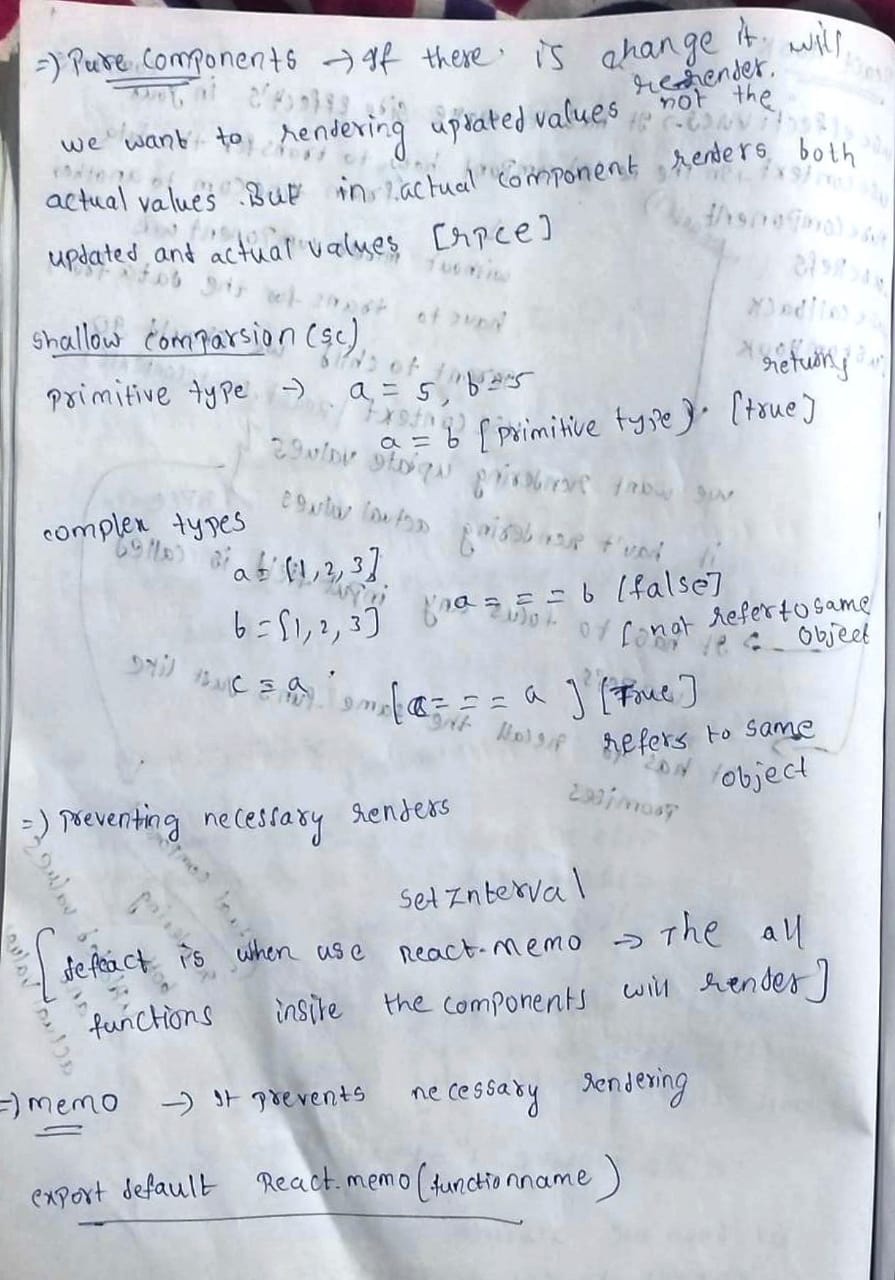 =) Pure Components → If there is change it will
rerender.
we want to rendering updated values not the
actual values. But in actual component renders both
updated and actual values [rpce]
Shallow Comparsion (sc)
primitive type → a = 5, b = 5 returns
a = b [primitive type]. [true]
complex types
a = [1, 2, 3]
b = [1, 2, 3] a === b [false]
[not refer to same
object
c = a [c === a] [True]
refers to same
object
=) Preventing necessary renders
set Interval
[defeact is when use React-memo → The all
functions inside the components will render]
=) memo → It prevents necessary rendering
export default React.memo(functionname)